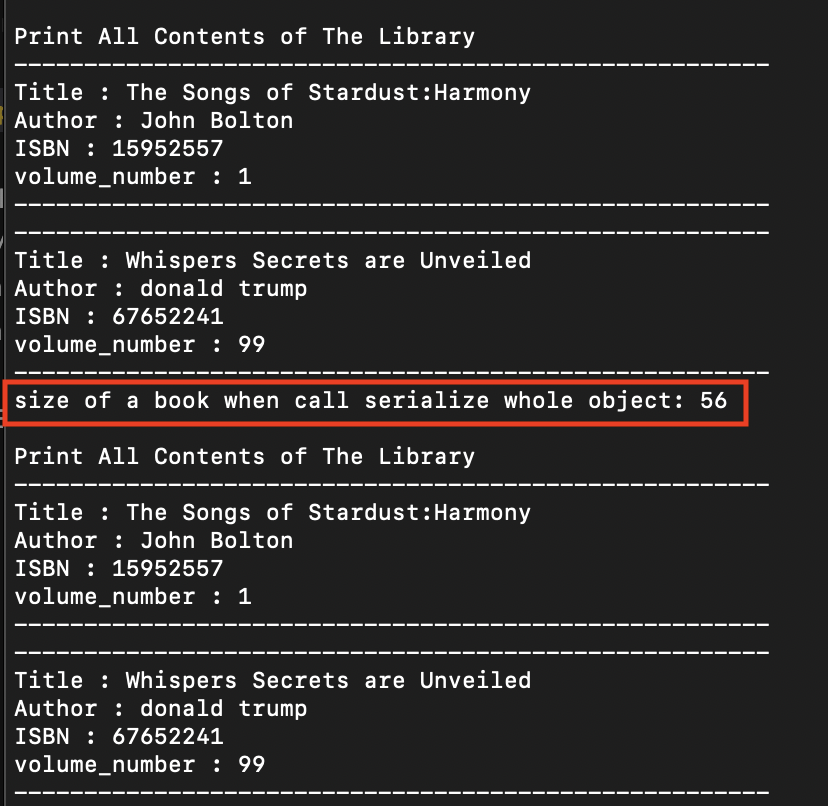 Print All Contents of The Library
------------------------------------------------------
Title : The Songs of Stardust:Harmony
Author : John Bolton
ISBN : 15952557
volume_number : 1
------------------------------------------------------
------------------------------------------------------
Title : Whispers Secrets are Unveiled
Author : donald trump
ISBN : 67652241
volume_number : 99
------------------------------------------------------
size of a book when call serialize whole object: 56
Print All Contents of The Library
------------------------------------------------------
Title : The Songs of Stardust:Harmony
Author : John Bolton
ISBN : 15952557
volume_number : 1
------------------------------------------------------
------------------------------------------------------
Title : Whispers Secrets are Unveiled
Author : donald trump
ISBN : 67652241
volume_number : 99
------------------------------------------------------